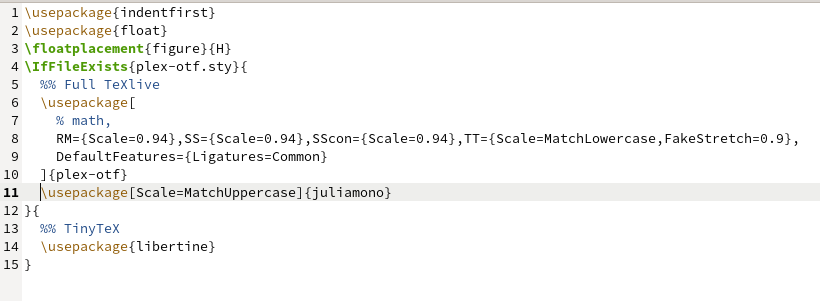 1 \usepackage{indentfirst}
2 \usepackage{float}
3 \floatplacement{figure}{H}
4 \IfFileExists{plex-otf.sty}{
5   %% Full TeXlive
6   \usepackage[
7     % math,
8     RM={Scale=0.94},SS={Scale=0.94},SScon={Scale=0.94},TT={Scale=MatchLowercase,FakeStretch=0.9},
9     DefaultFeatures={Ligatures=Common}
10   ]{plex-otf}
11   \usepackage[Scale=MatchUppercase]{juliamono}
12 }{
13   %% TinyTeX
14   \usepackage{libertine}
15 }